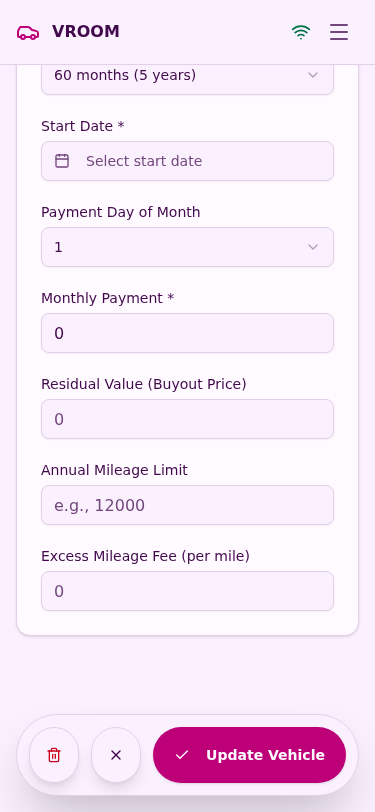 VROOM
60 months (5 years)
Start Date *
Select start date
Payment Day of Month
1
Monthly Payment *
0
Residual Value (Buyout Price)
0
Annual Mileage Limit
e.g., 12000
Excess Mileage Fee (per mile)
0
Update Vehicle